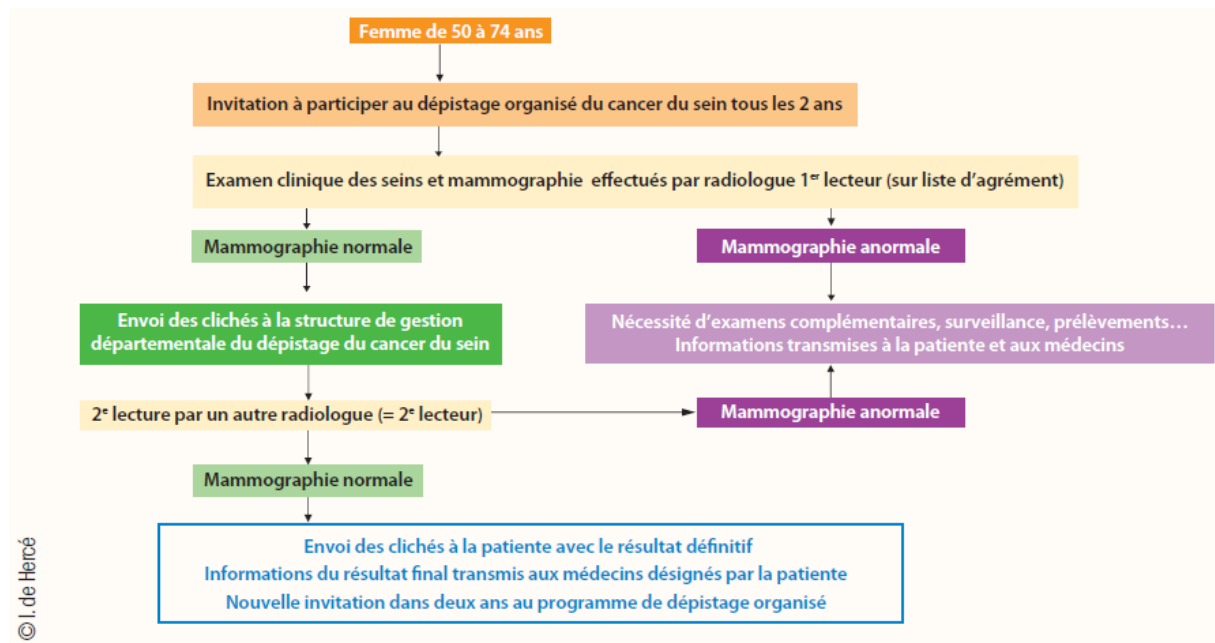 Femme de 50 à 74 ans
Invitation à participer au dépistage organisé du cancer du sein tous les 2 ans
Examen clinique des seins et mammographie effectués par radiologue 1er lecteur (sur liste d'agrément)
Mammographie normale
Mammographie anormale
Envoi des clichés à la structure de gestion
départementale du dépistage du cancer du sein
Nécessité d'examens complémentaires, surveillance, prélèvements…
Informations transmises à la patiente et aux médecins
2e lecture par un autre radiologue (= 2e lecteur)
Mammographie anormale
Mammographie normale
Envoi des clichés à la patiente avec le résultat définitif
Informations du résultat final transmis aux médecins désignés par la patiente
Nouvelle invitation dans deux ans au programme de dépistage organisé
© I. de Hercé